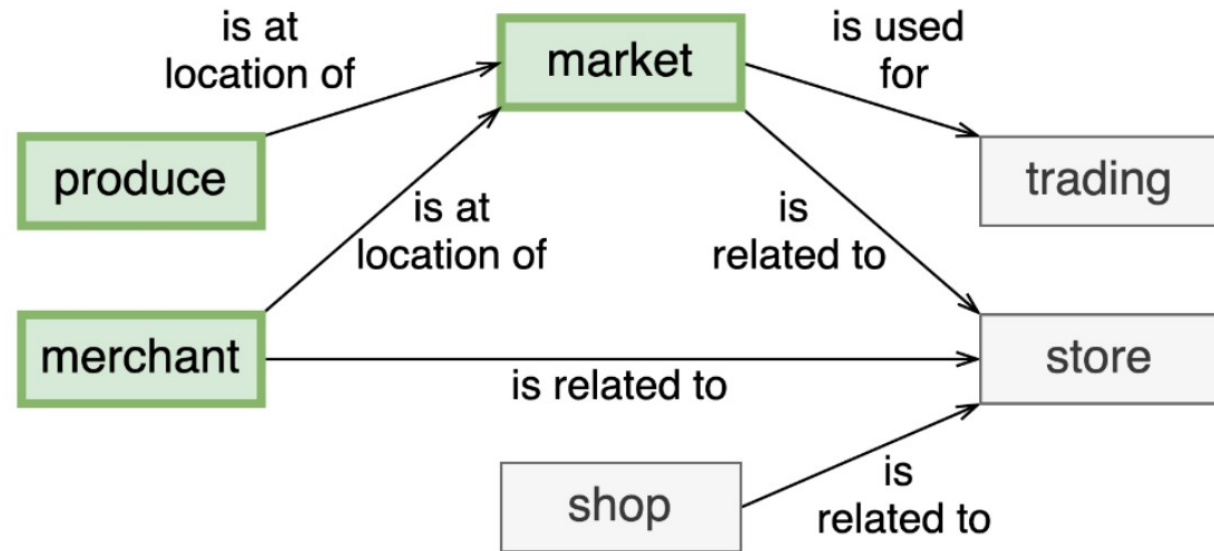 is at
location of
market
is used
for
produce
trading
is at
location of
is
related to
merchant
store
is related to
shop
is
related to